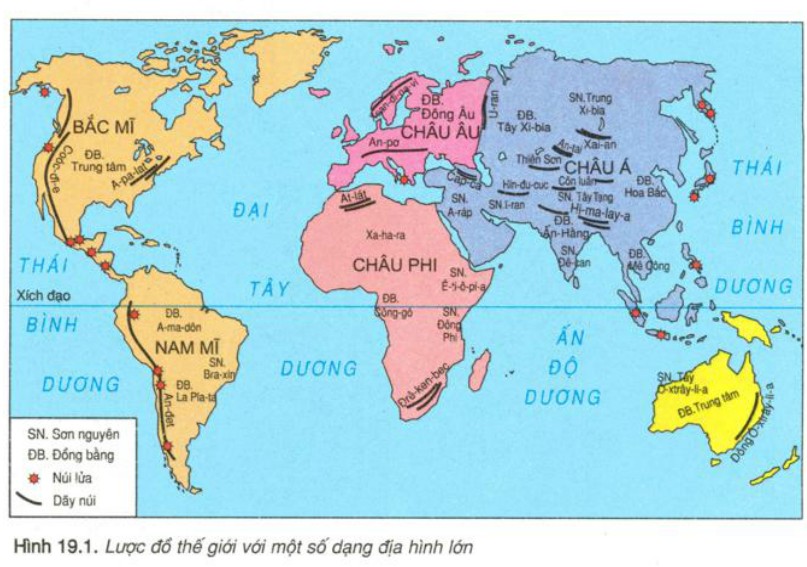 BẮC MĨ
ĐB.
Trung tâm
Cooc-đi-e
A-pa-lat
Xcan-đi-na-vi
ĐB.
Đông Âu
CHÂU ÂU
An-pơ
U-ran
Cap-ca
ĐB.
Tây Xi-bia
SN.Trung
Xi-bia
An-tai
Xai-an
Thiên Sơn
CHÂU Á
Hin-đu-cuc
Côn luân
SN. Tây Tạng
Hi-ma-lay-a
ĐB.
Hoa Bắc
SN.
A-rập
SN.I-ran
ĐB.
Ấn-Hằng
SN.
Đê-can
ĐB.
Mê Công
At-lát
Xa-ha-ra
CHÂU PHI
SN.
Ê-ti-ô-pi-a
ĐB.
Công-gô
SN.
Đông
Phi
Drê-ken-bec
ĐẠI
TÂY
DƯƠNG
THÁI
BÌNH
DƯƠNG
THÁI
Xích đạo
BÌNH
DƯƠNG
ĐB.
A-ma-dôn
NAM MĨ
SN.
Bra-xin
ĐB.
La Pla-ta
An-đet
ẤN
ĐỘ
DƯƠNG
SN. Tây
Ô-xtrây-li-a
ĐB.Trung tâm
Đông Ô-xtrây-li-a
SN. Sơn nguyên
ĐB. Đồng bằng
Núi lửa
Dãy núi
Hình 19.1. Lược đồ thế giới với một số dạng địa hình lớn